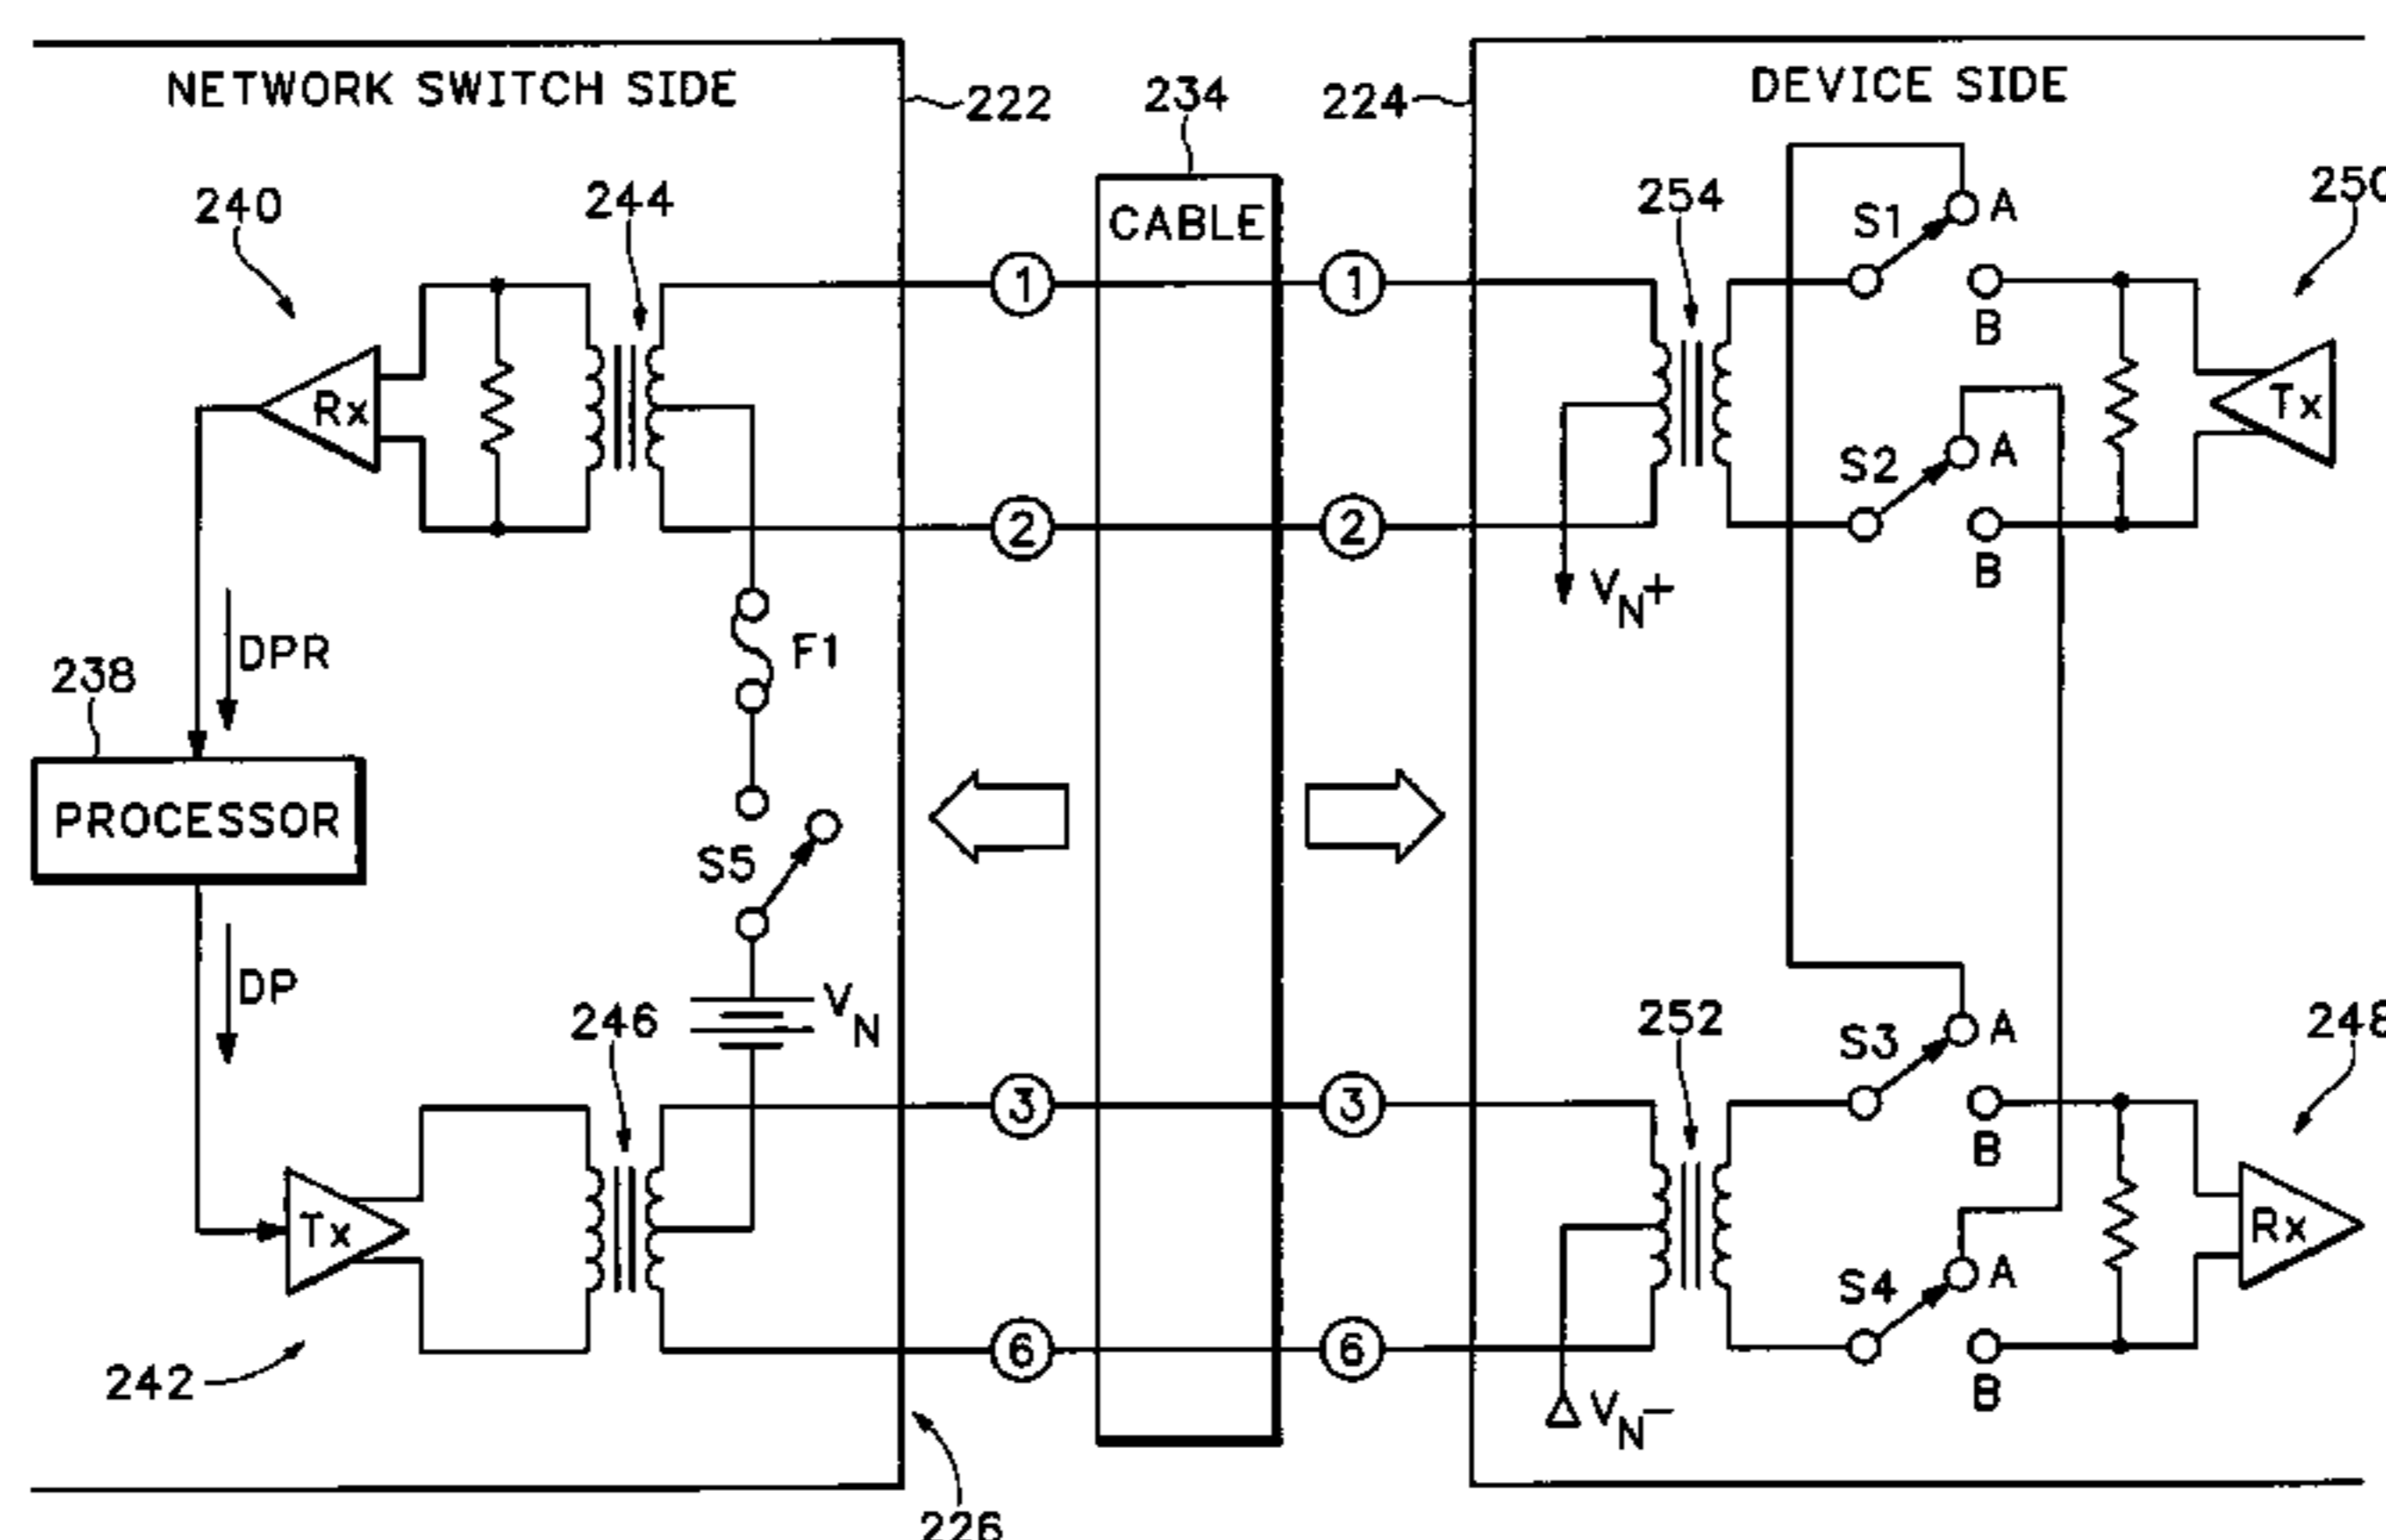 NETWORK SWITCH SIDE
222
234
224
DEVICE SIDE
240
244
CABLE
254
S1
A
250
1
1
B
Rx
Tx
S2
A
2
2
B
VN+
F1
DPR
238
PROCESSOR
S5
DP
VN
246
252
S3
A
248
3
3
B
Tx
Rx
S4
A
6
6
B
242
VN-
226